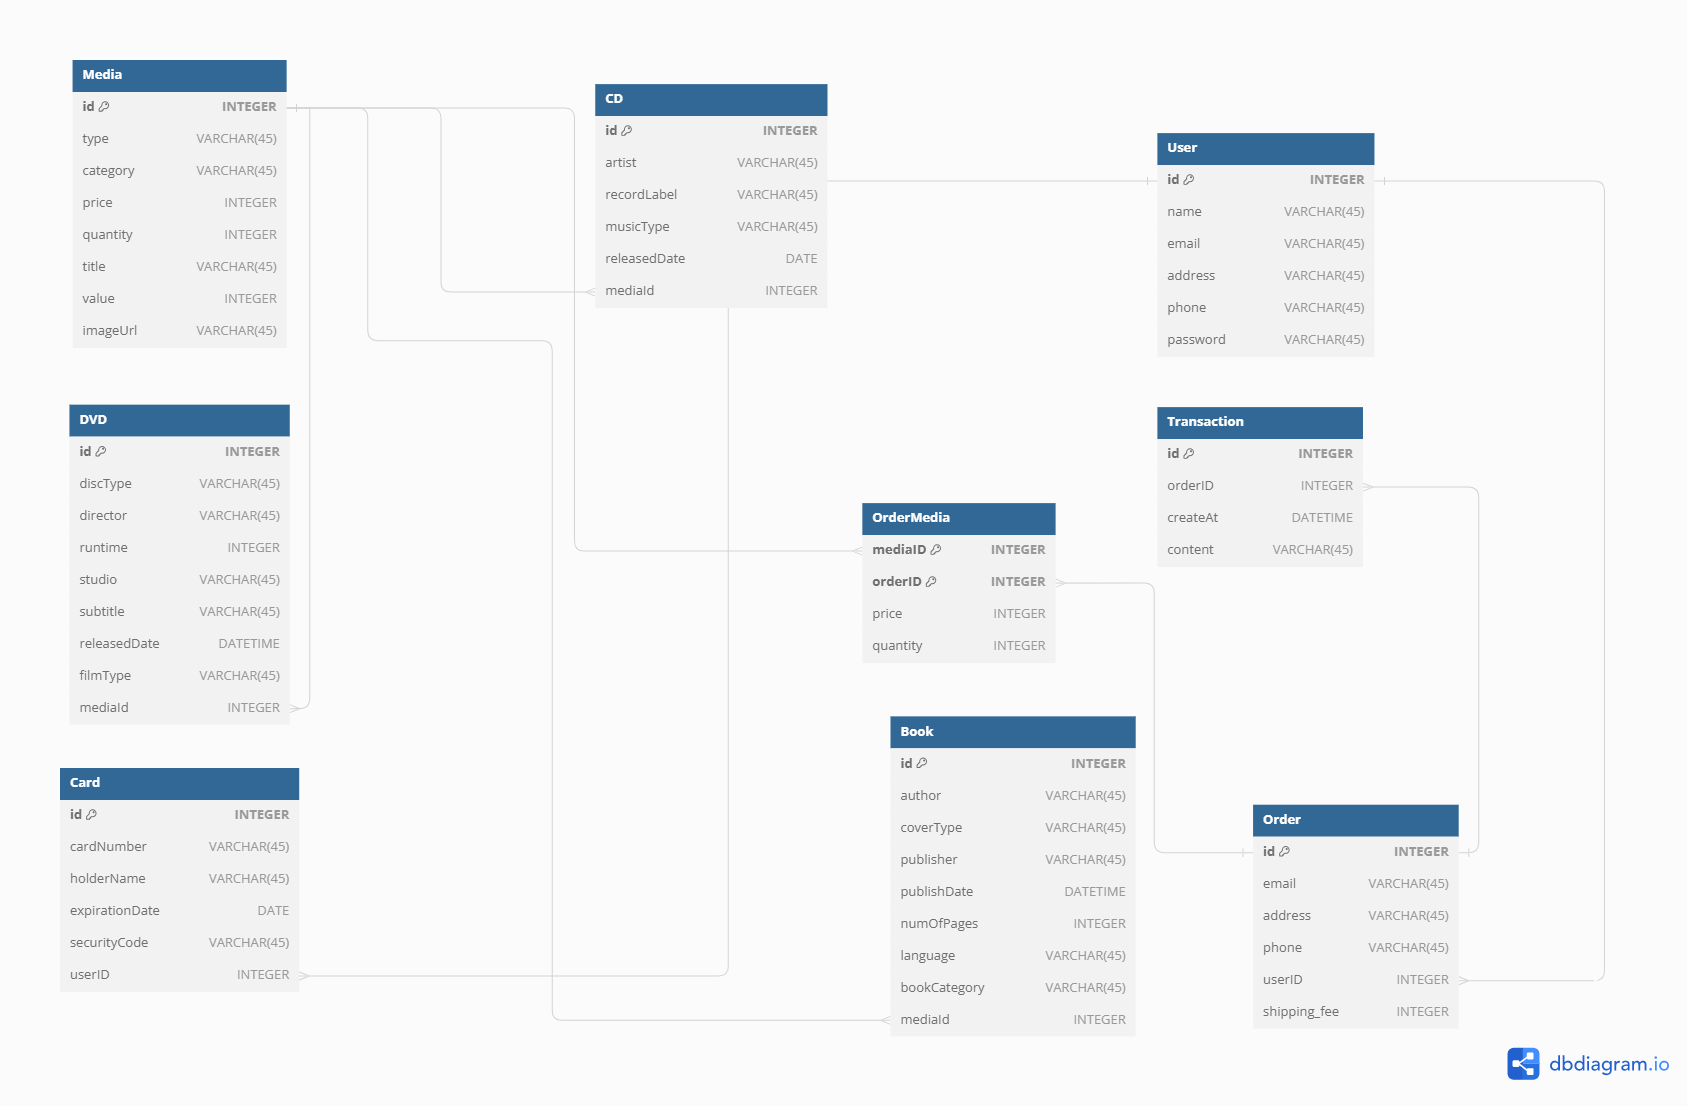 Media
id INTEGER
type VARCHAR(45)
category VARCHAR(45)
price INTEGER
quantity INTEGER
title VARCHAR(45)
value INTEGER
imageUrl VARCHAR(45)
DVD
id INTEGER
discType VARCHAR(45)
director VARCHAR(45)
runtime INTEGER
studio VARCHAR(45)
subtitle VARCHAR(45)
releasedDate DATETIME
filmType VARCHAR(45)
mediaId INTEGER
Card
id INTEGER
cardNumber VARCHAR(45)
holderName VARCHAR(45)
expirationDate DATE
securityCode VARCHAR(45)
userID INTEGER
CD
id INTEGER
artist VARCHAR(45)
recordLabel VARCHAR(45)
musicType VARCHAR(45)
releasedDate DATE
mediaId INTEGER
OrderMedia
mediaID INTEGER
orderID INTEGER
price INTEGER
quantity INTEGER
Book
id INTEGER
author VARCHAR(45)
coverType VARCHAR(45)
publisher VARCHAR(45)
publishDate DATETIME
numOfPages INTEGER
language VARCHAR(45)
bookCategory VARCHAR(45)
mediaId INTEGER
User
id INTEGER
name VARCHAR(45)
email VARCHAR(45)
address VARCHAR(45)
phone VARCHAR(45)
password VARCHAR(45)
Transaction
id INTEGER
orderID INTEGER
createAt DATETIME
content VARCHAR(45)
Order
id INTEGER
email VARCHAR(45)
address VARCHAR(45)
phone VARCHAR(45)
userID INTEGER
shipping_fee INTEGER
dbdiagram.io